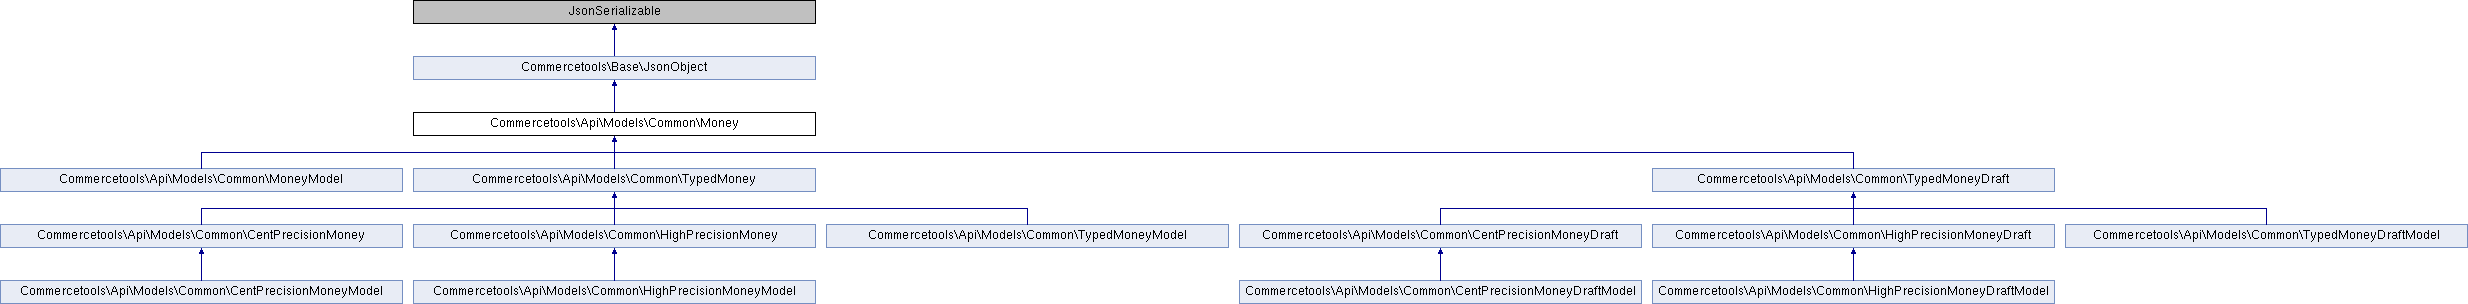 JsonSerializable
Commercetools\Base\JsonObject
Commercetools\Api\Models\Common\Money
Commercetools\Api\Models\Common\MoneyModel
Commercetools\Api\Models\Common\TypedMoney
Commercetools\Api\Models\Common\TypedMoneyDraft
Commercetools\Api\Models\Common\CentPrecisionMoney
Commercetools\Api\Models\Common\HighPrecisionMoney
Commercetools\Api\Models\Common\TypedMoneyModel
Commercetools\Api\Models\Common\CentPrecisionMoneyDraft
Commercetools\Api\Models\Common\HighPrecisionMoneyDraft
Commercetools\Api\Models\Common\TypedMoneyDraftModel
Commercetools\Api\Models\Common\CentPrecisionMoneyModel
Commercetools\Api\Models\Common\HighPrecisionMoneyModel
Commercetools\Api\Models\Common\CentPrecisionMoneyDraftModel
Commercetools\Api\Models\Common\HighPrecisionMoneyDraftModel